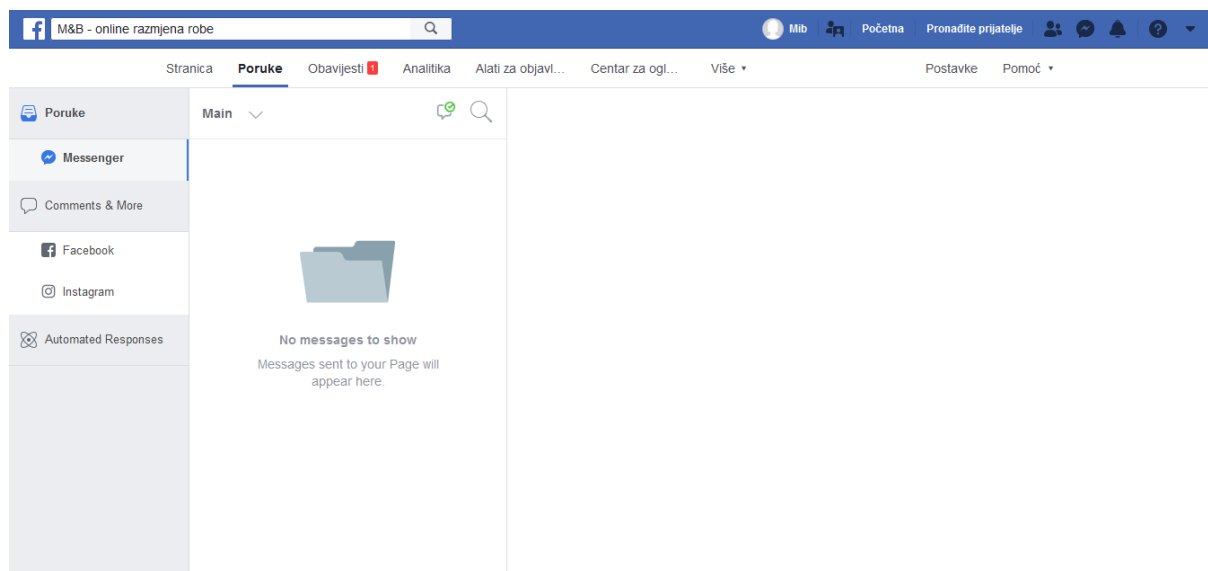 M&B - online razmjena robe
Mib
Početna
Pronađite prijatelje
Stranica
Poruke
Obavijesti 1
Analitika
Alati za objavl...
Centar za ogl...
Više
Postavke
Pomoć
Poruke
Messenger
Comments & More
Facebook
Instagram
Automated Responses
Main
No messages to show
Messages sent to your Page will
appear here.